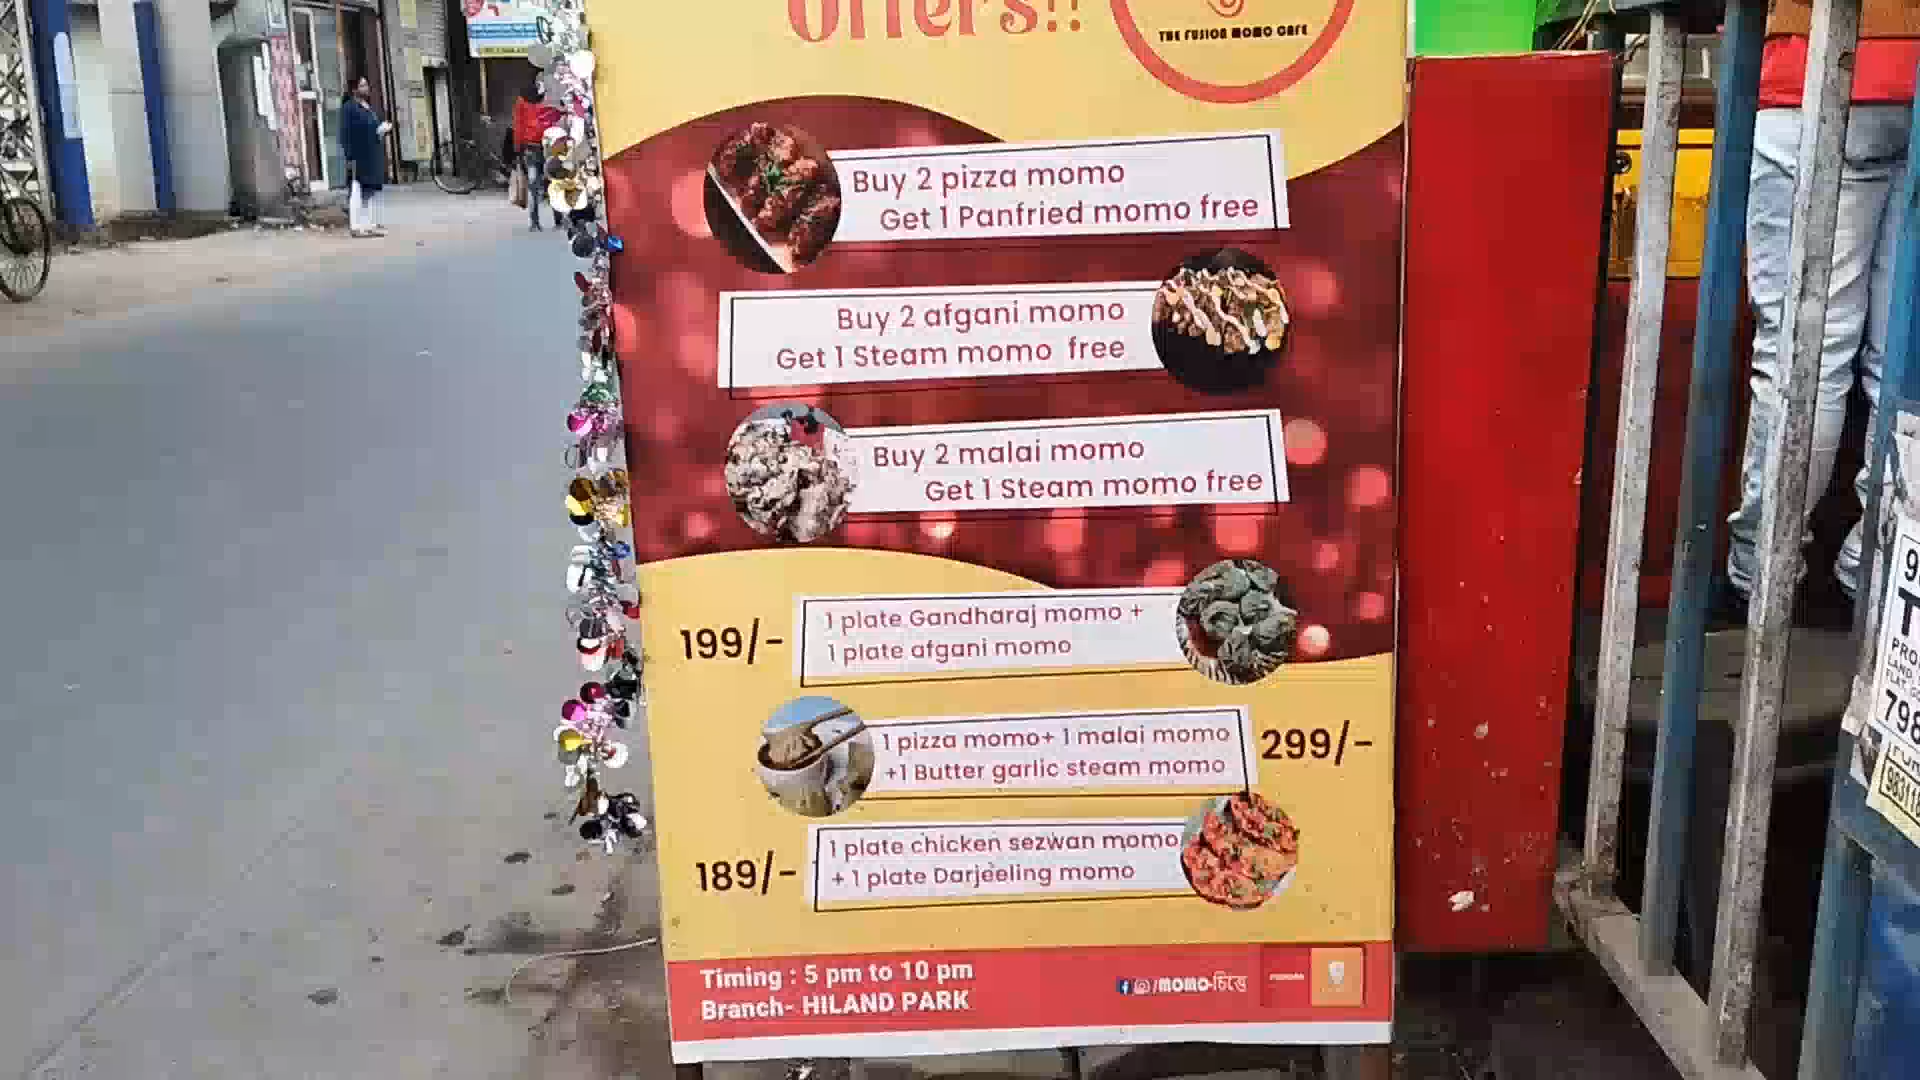 Offers!!
THE FUSION MOMO CAFE
Buy 2 pizza momo
Get 1 Panfried momo free
Buy 2 afgani momo
Get 1 Steam momo free
Buy 2 malai momo
Get 1 Steam momo free
199/-
1 plate Gandharaj momo +
1 plate afgani momo
1 pizza momo+ 1 malai momo
+1 Butter garlic steam momo
299/-
189/-
1 plate chicken sezwan momo
+ 1 plate Darjeeling momo
Timing : 5 pm to 10 pm
Branch- HILAND PARK
/MOMO-চিত্তে